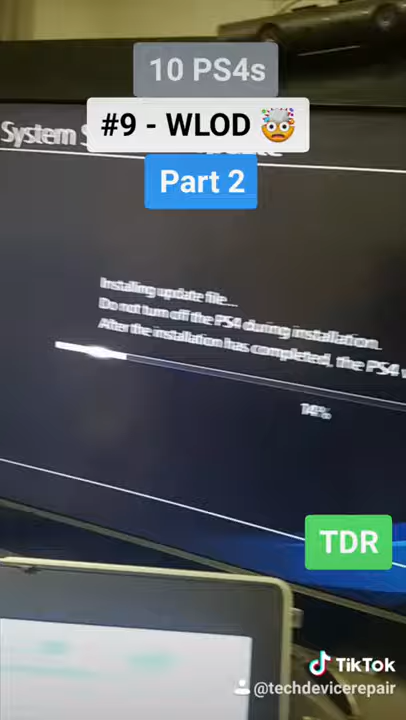 10 PS4s
#9 - WLOD 🤯
System S
Part 2
Installing update file...
Do not turn off the PS4 during installation.
After the installation has completed, the PS4
14%
TDR
TikTok
@techdevicerepair